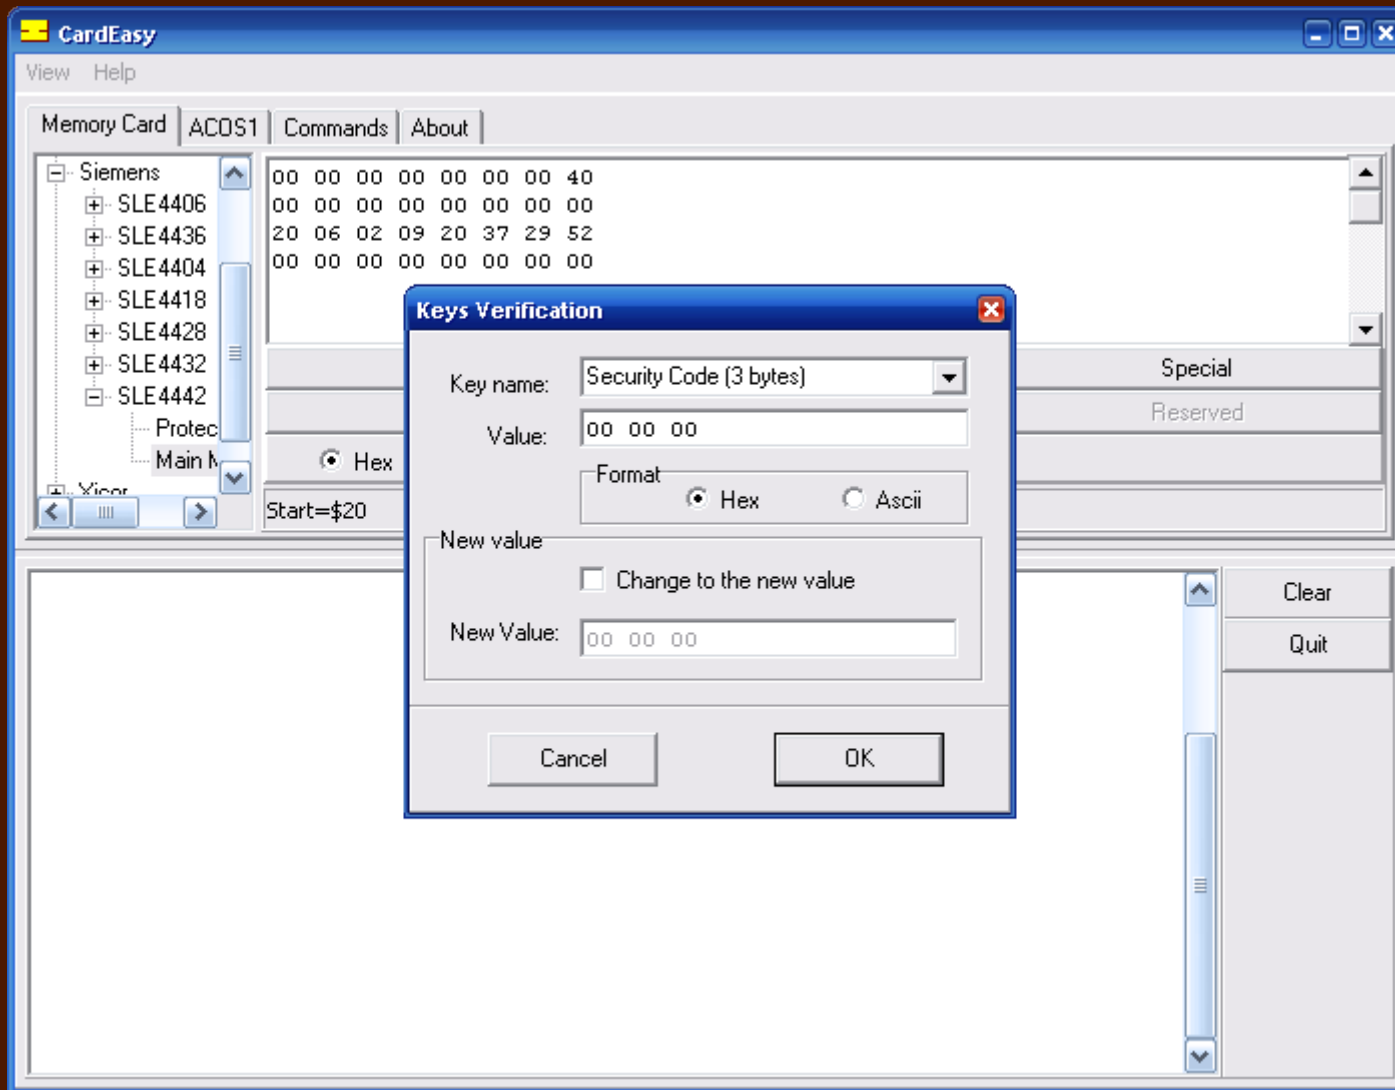 CardEasy
View Help
Memory Card ACOS1 Commands About
Siemens
SLE4406
SLE4436
SLE4404
SLE4418
SLE4428
SLE4432
SLE4442
Protec
Main M
Xicor
00 00 00 00 00 00 00 40
00 00 00 00 00 00 00 00
20 06 02 09 20 37 29 52
00 00 00 00 00 00 00 00
Special
Reserved
Hex
Start=$20
Keys Verification
Key name: Security Code (3 bytes)
Value: 00 00 00
Format
Hex Ascii
New value
Change to the new value
New Value: 00 00 00
Cancel OK
Clear
Quit